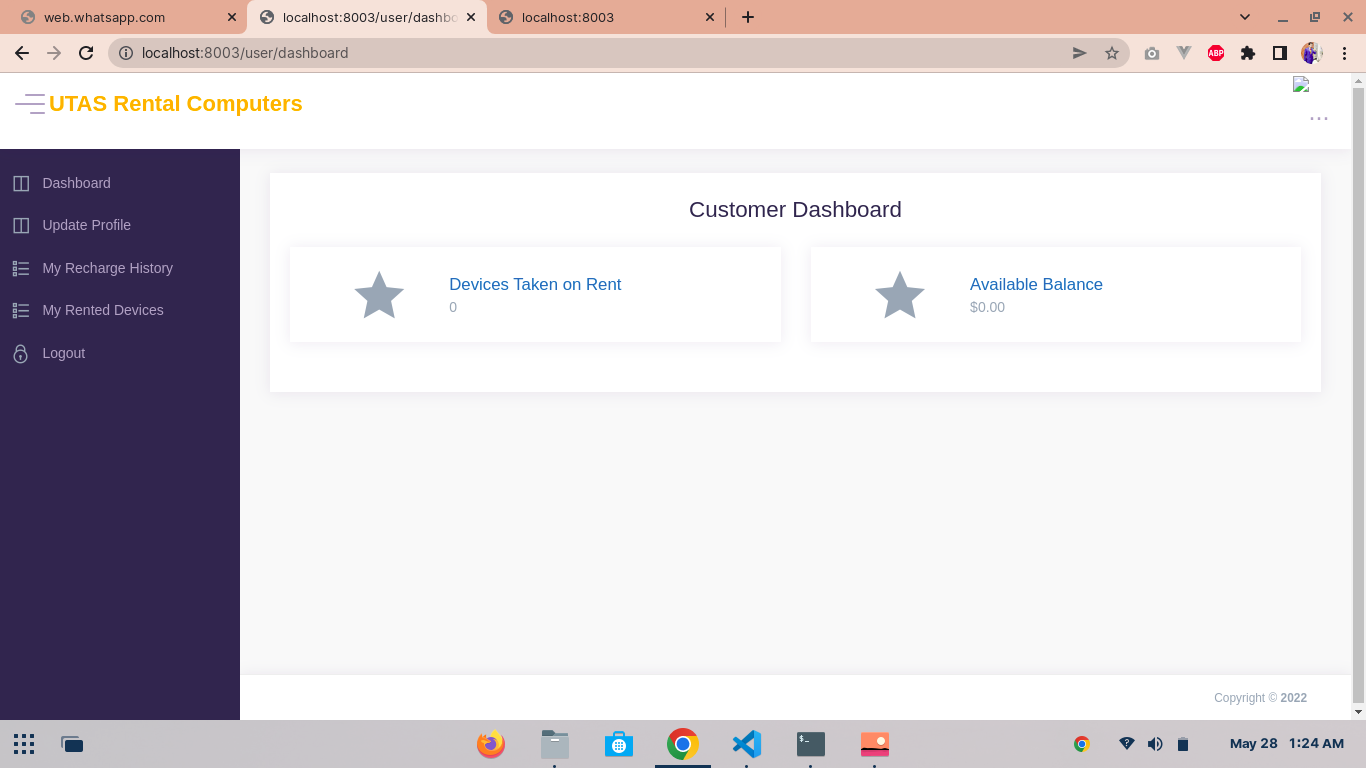 web.whatsapp.com
localhost:8003/user/dashbo
localhost:8003
localhost:8003/user/dashboard
ABP
UTAS Rental Computers
...
Dashboard
Update Profile
My Recharge History
My Rented Devices
Logout
Customer Dashboard
Devices Taken on Rent
0
Available Balance
$0.00
Copyright © 2022
$_
May 28 1:24 AM